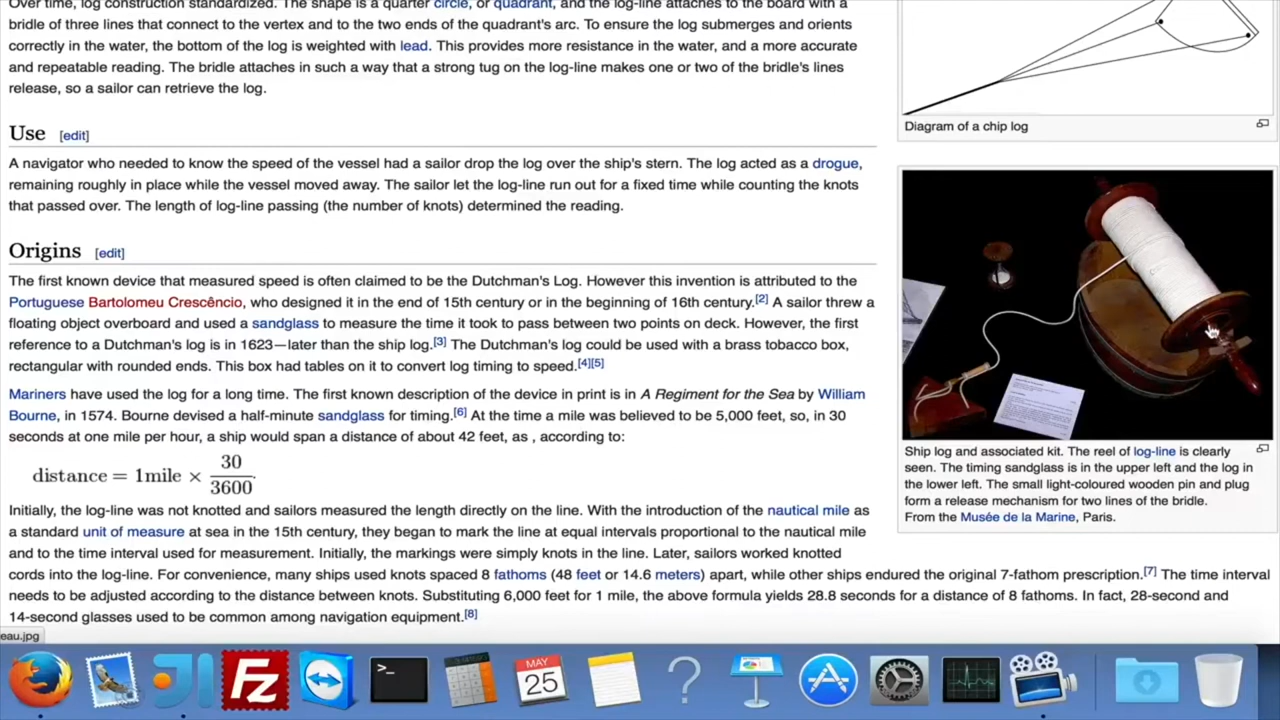 Over time, log construction standardized. The shape is a quarter circle, or quadrant, and the log-line attaches to the board with a
bridle of three lines that connect to the vertex and to the two ends of the quadrant's arc. To ensure the log submerges and orients
correctly in the water, the bottom of the log is weighted with lead. This provides more resistance in the water, and a more accurate
and repeatable reading. The bridle attaches in such a way that a strong tug on the log-line makes one or two of the bridle's lines
release, so a sailor can retrieve the log.
Use [edit]
A navigator who needed to know the speed of the vessel had a sailor drop the log over the ship's stern. The log acted as a drogue,
remaining roughly in place while the vessel moved away. The sailor let the log-line run out for a fixed time while counting the knots
that passed over. The length of log-line passing (the number of knots) determined the reading.
Origins [edit]
The first known device that measured speed is often claimed to be the Dutchman's Log. However this invention is attributed to the
Portuguese Bartolomeu Crescêncio, who designed it in the end of 15th century or in the beginning of 16th century.[2] A sailor threw a
floating object overboard and used a sandglass to measure the time it took to pass between two points on deck. However, the first
reference to a Dutchman's log is in 1623—later than the ship log.[3] The Dutchman's log could be used with a brass tobacco box,
rectangular with rounded ends. This box had tables on it to convert log timing to speed.[4][5]
Mariners have used the log for a long time. The first known description of the device in print is in A Regiment for the Sea by William
Bourne, in 1574. Bourne devised a half-minute sandglass for timing.[6] At the time a mile was believed to be 5,000 feet, so, in 30
seconds at one mile per hour, a ship would span a distance of about 42 feet, as , according to:
distance = 1mile × 30/3600.
Initially, the log-line was not knotted and sailors measured the length directly on the line. With the introduction of the nautical mile as
a standard unit of measure at sea in the 15th century, they began to mark the line at equal intervals proportional to the nautical mile
and to the time interval used for measurement. Initially, the markings were simply knots in the line. Later, sailors worked knotted
cords into the log-line. For convenience, many ships used knots spaced 8 fathoms (48 feet or 14.6 meters) apart, while other ships endured the original 7-fathom prescription.[7] The time interval
needs to be adjusted according to the distance between knots. Substituting 6,000 feet for 1 mile, the above formula yields 28.8 seconds for a distance of 8 fathoms. In fact, 28-second and
14-second glasses used to be common among navigation equipment.[8]
Diagram of a chip log
Ship log and associated kit. The reel of log-line is clearly
seen. The timing sandglass is in the upper left and the log in
the lower left. The small light-coloured wooden pin and plug
form a release mechanism for two lines of the bridle.
From the Musée de la Marine, Paris.
eau.jpg
Fz
>_
MAY
25
?